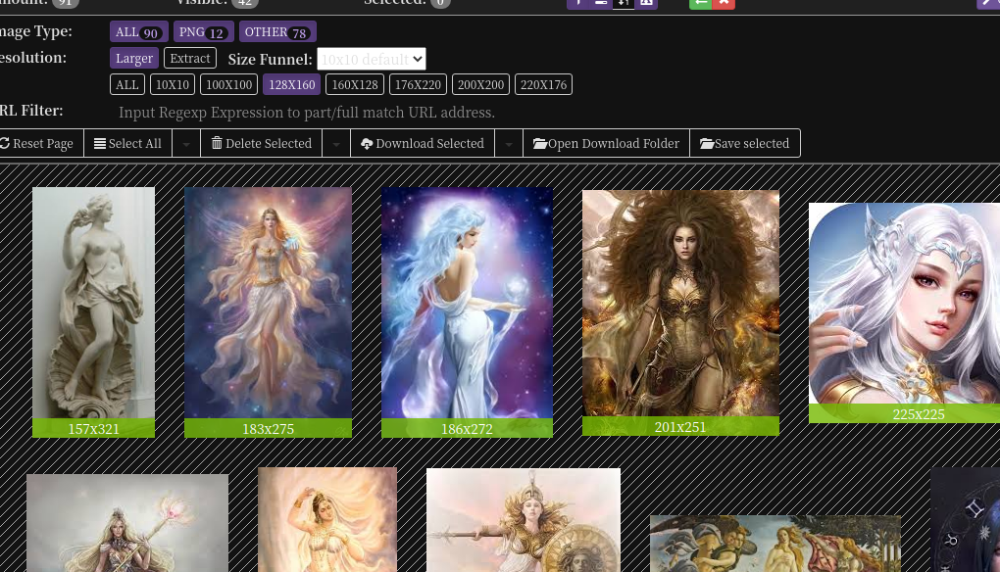 mount: 91 Visible: 42 Selected: 0
mage Type: ALL 90 PNG 12 OTHER 78
esolution: Larger Extract Size Funnel: 10x10 default
ALL 10X10 100X100 128X160 160X128 176X220 200X200 220X176
RL Filter: Input Regexp Expression to part/full match URL address.
Reset Page Select All Delete Selected Download Selected Open Download Folder Save selected
157x321 183x275 186x272 201x251 225x225